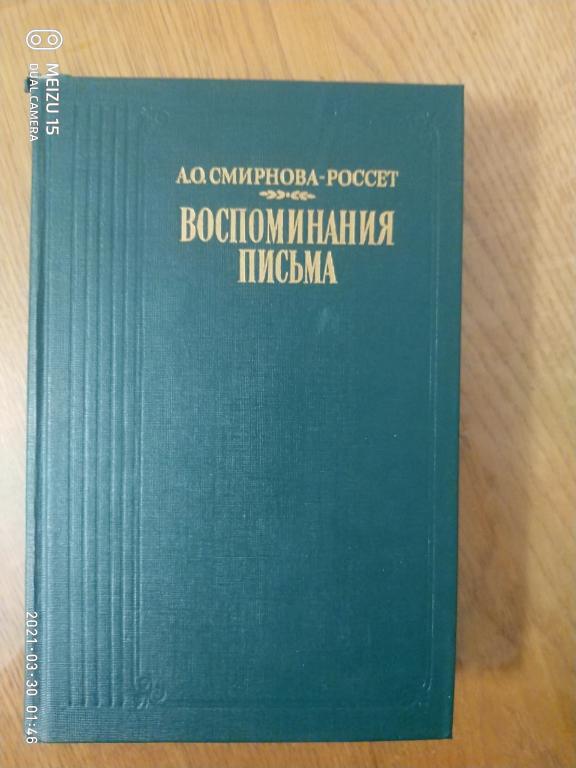 А.О.СМИРНОВА-РОССЕТ
ВОСПОМИНАНИЯ
ПИСЬМА
MEIZU 15
DUAL CAMERA
2021-03-30 01:46